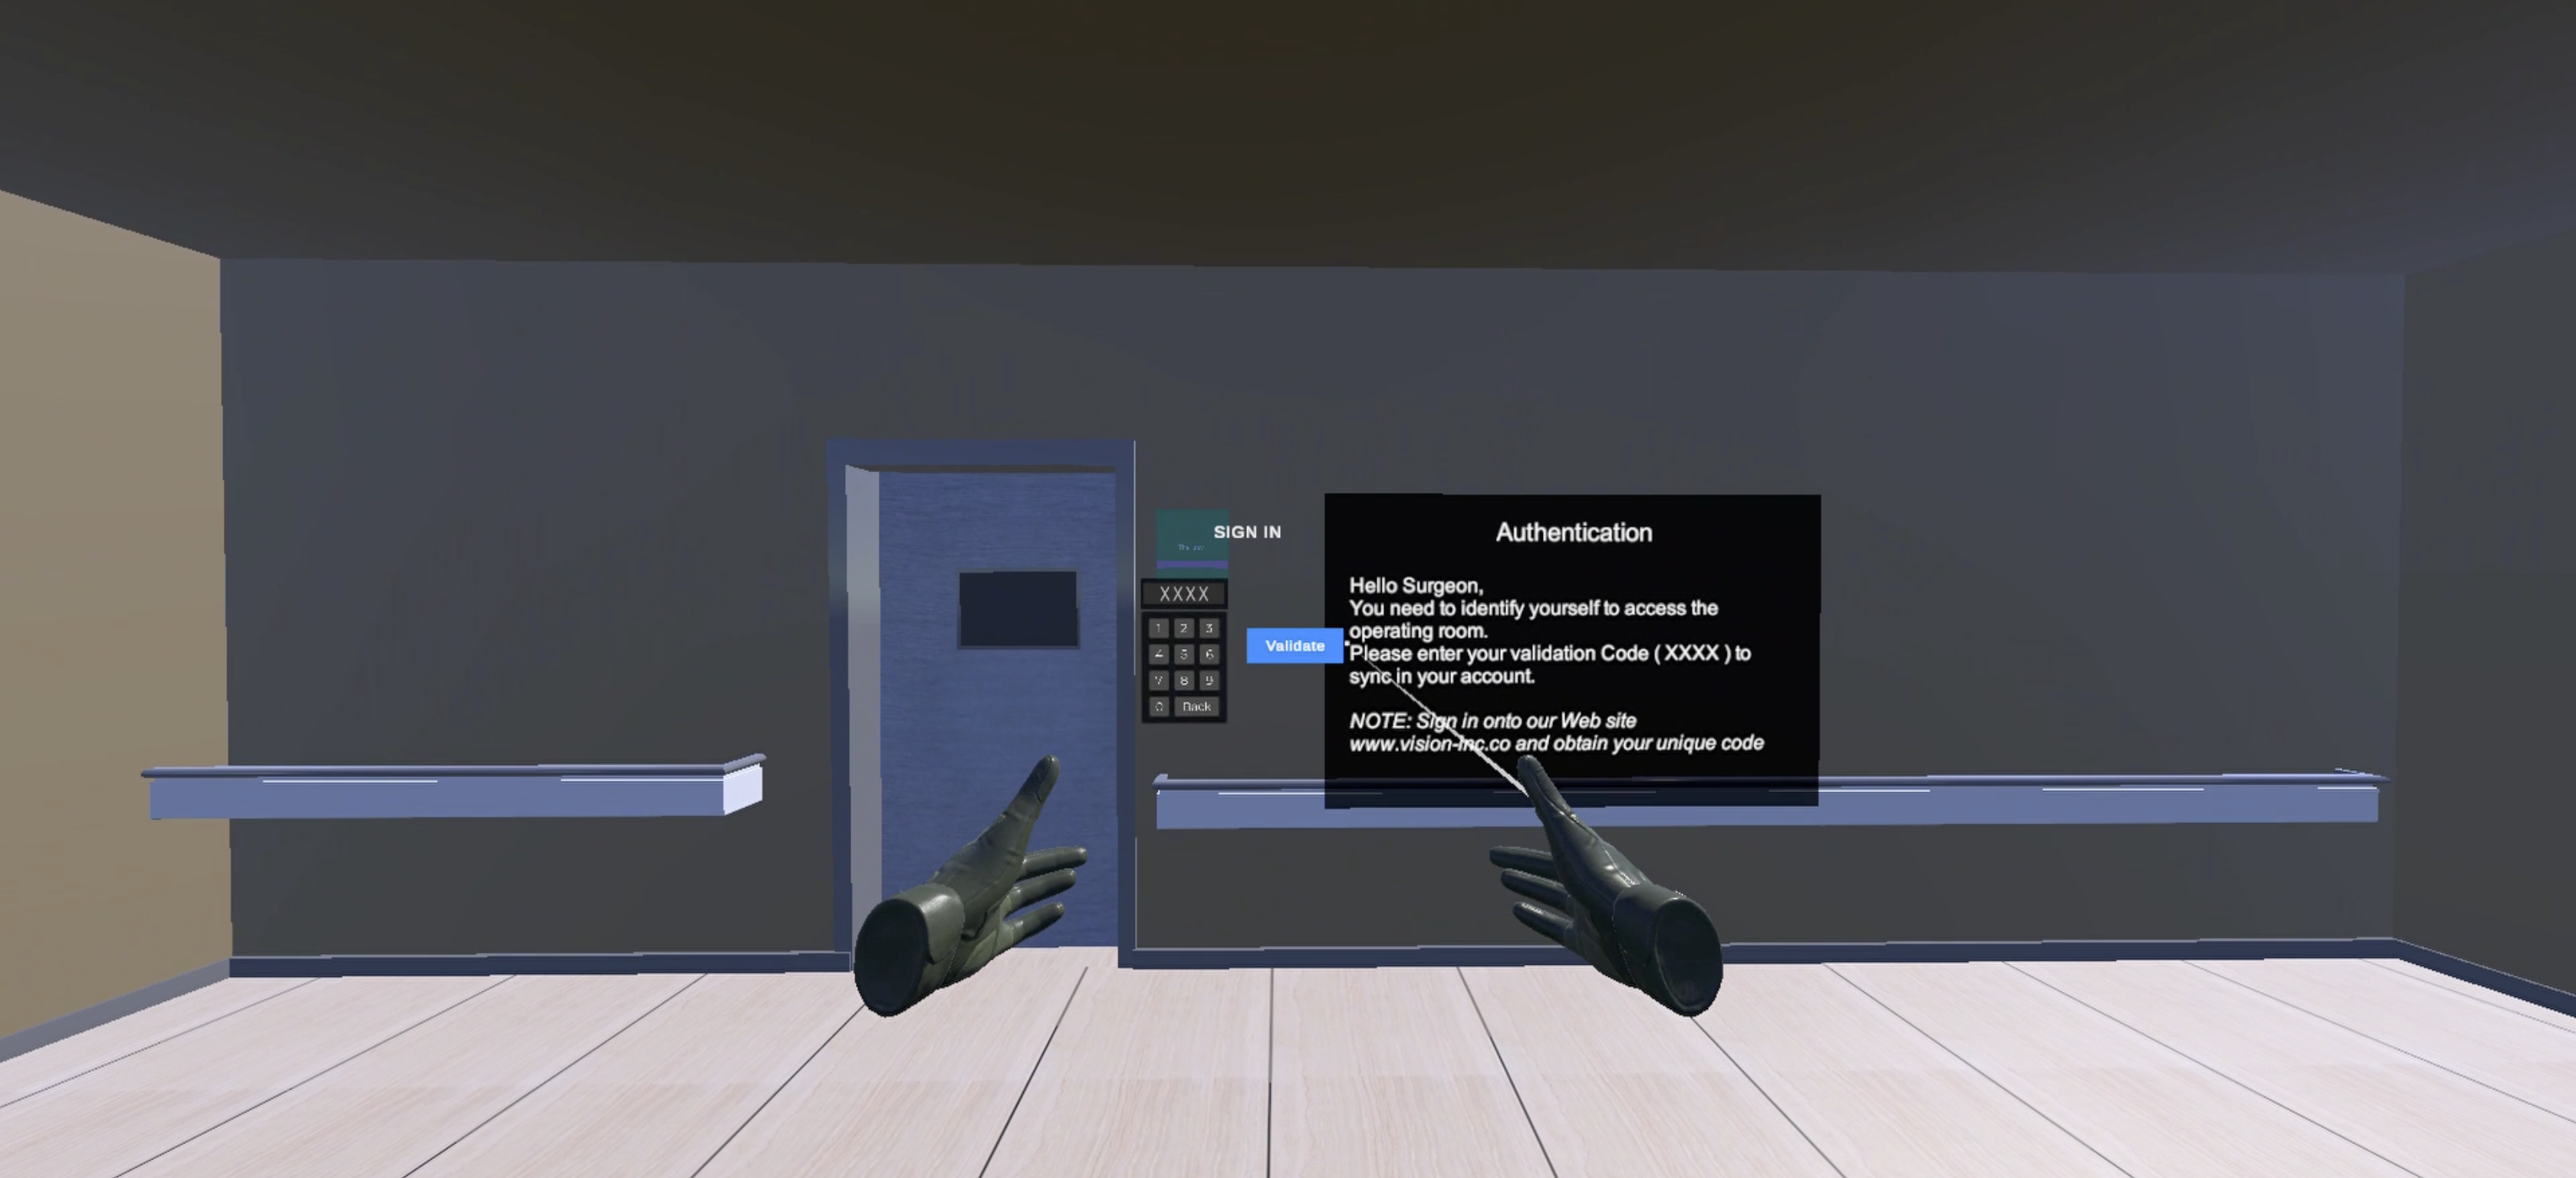 SIGN IN
XXXX
1 2 3
4 5 6
7 8 9
0 Back
Validate
Authentication
Hello Surgeon,
You need to identify yourself to access the
operating room.
Please enter your validation Code ( XXXX ) to
sync in your account.
NOTE: Sign in onto our Web site
www.vision-inc.co and obtain your unique code